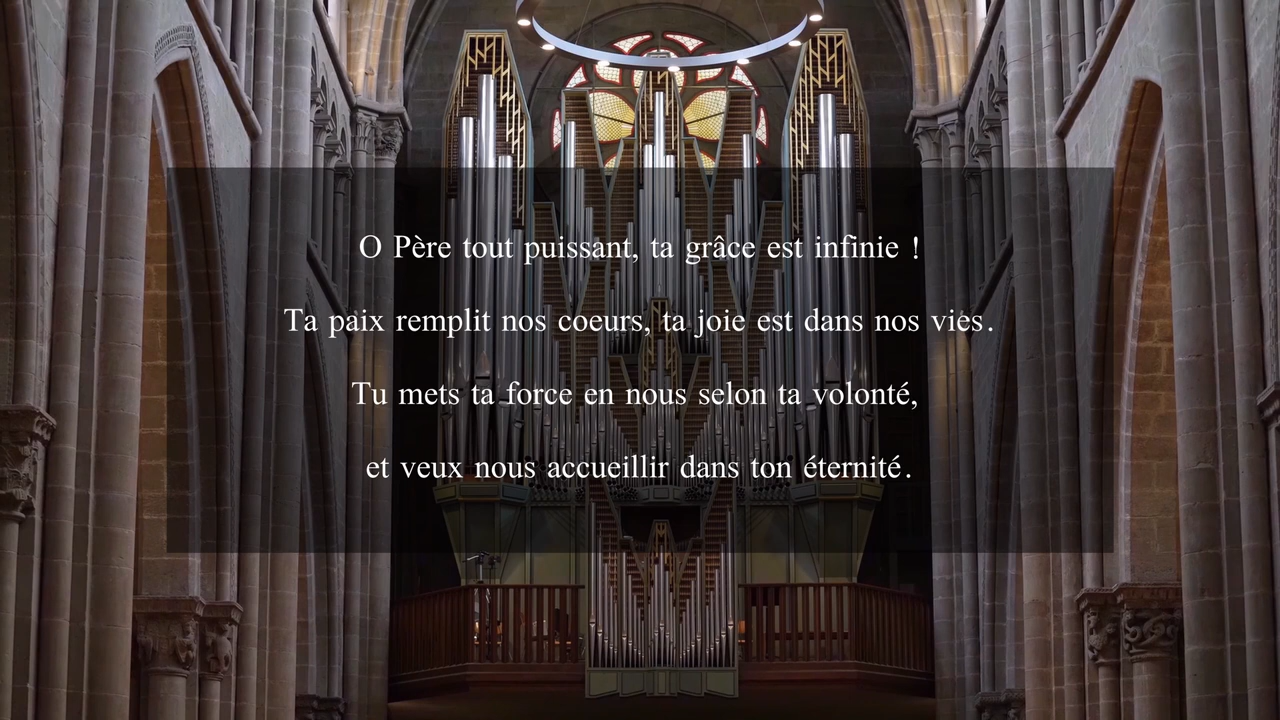 O Père tout puissant, ta grâce est infinie !
Ta paix remplit nos coeurs, ta joie est dans nos vies.
Tu mets ta force en nous selon ta volonté,
et veux nous accueillir dans ton éternité.